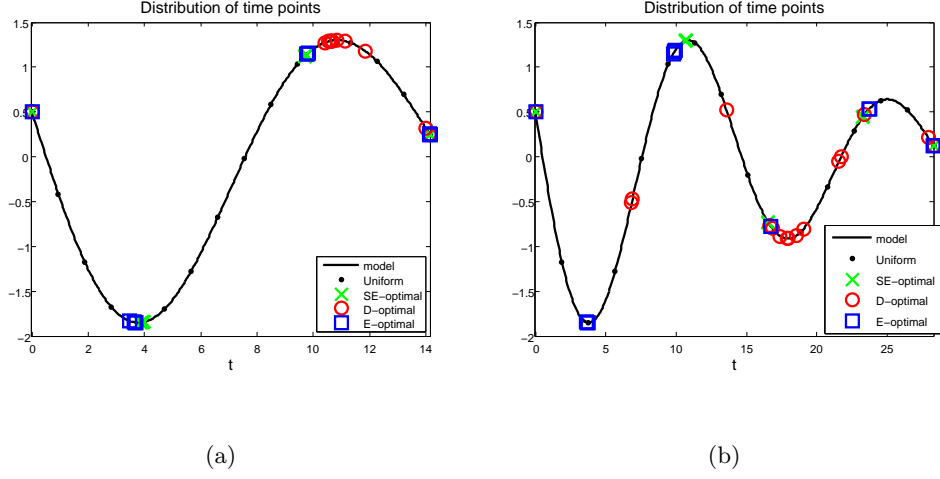 Distribution of time points
1.5
1
0.5
0
−0.5
−1
−1.5
−2
0 2 4 6 8 10 12 14
t
model
Uniform
SE−optimal
D−optimal
E−optimal
(a)
Distribution of time points
1.5
1
0.5
0
−0.5
−1
−1.5
−2
0 5 10 15 20 25
t
model
Uniform
SE−optimal
D−optimal
E−optimal
(b)